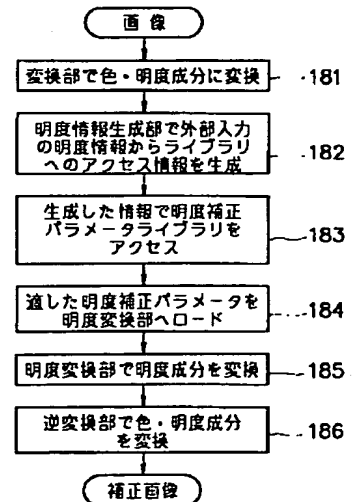 画像
変換部で色・明度成分に変換
181
明度情報生成部で外部入力
の明度情報からライブラリ
へのアクセス情報を生成
182
生成した情報で明度補正
パラメータライブラリを
アクセス
183
適した明度補正パラメータを
明度変換部へロード
184
明度変換部で明度成分を変換
185
逆変換部で色・明度成分
を変換
186
補正画像